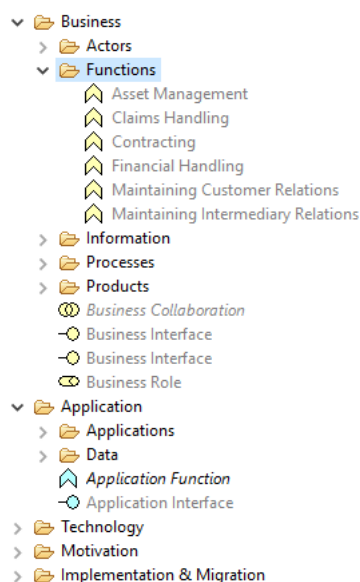 Business
Actors
Functions
Asset Management
Claims Handling
Contracting
Financial Handling
Maintaining Customer Relations
Maintaining Intermediary Relations
Information
Processes
Products
Business Collaboration
Business Interface
Business Interface
Business Role
Application
Applications
Data
Application Function
Application Interface
Technology
Motivation
Implementation & Migration